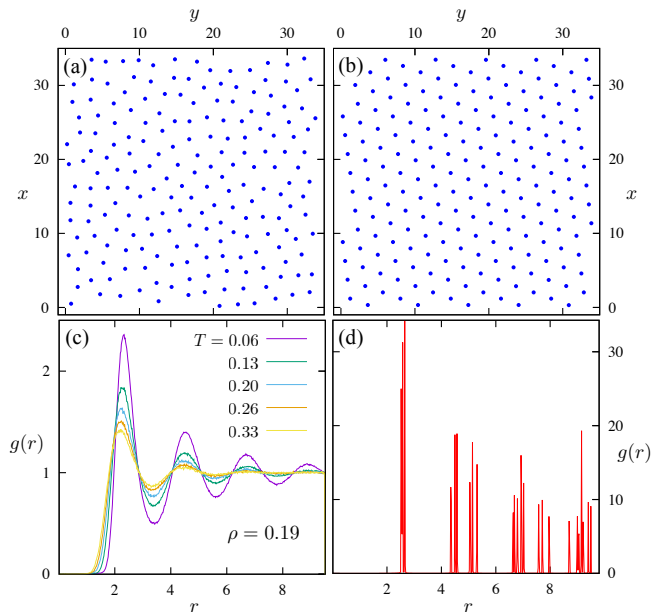 y y
0 10 20 30 0 10 20 30
(a) (b)
30 30
20 20
x x
10 10
0 0
(c) (d)
T = 0.06
0.13
0.20
0.26
0.33
2 30
g(r) 20 g(r)
1 10
ρ = 0.19
0 0
2 4 6 8 2 4 6 8
r r